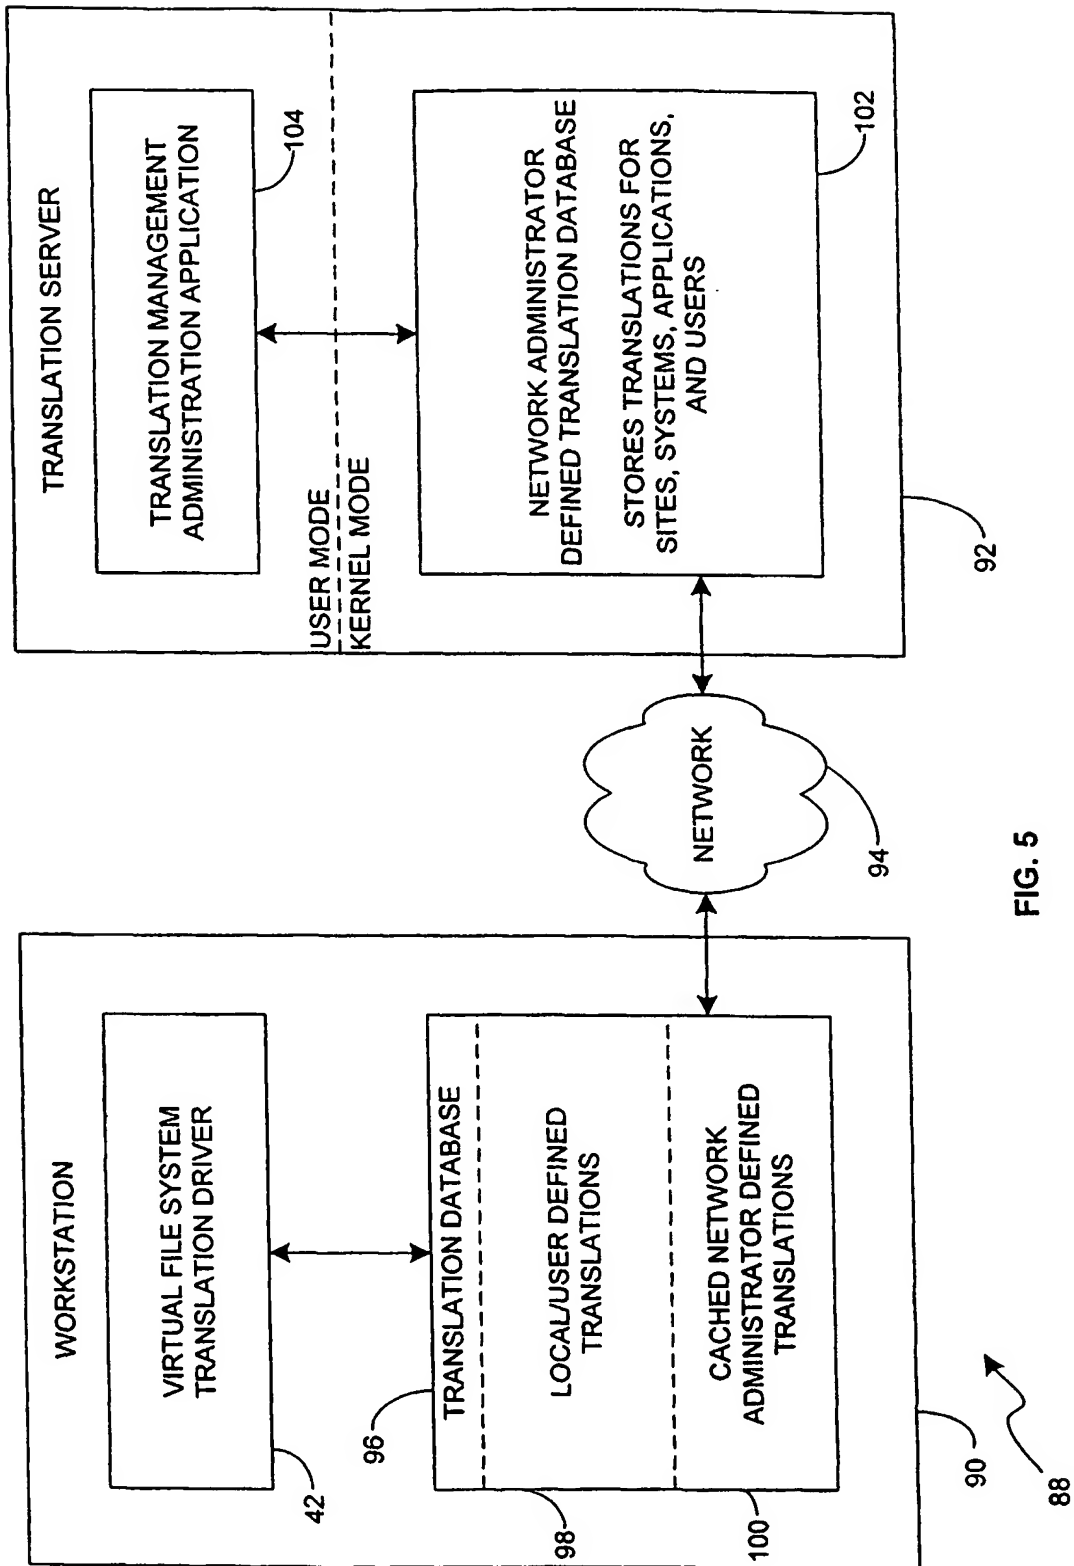 WORKSTATION
VIRTUAL FILE SYSTEM
TRANSLATION DRIVER
42
96
TRANSLATION DATABASE
LOCAL/USER DEFINED
TRANSLATIONS
98
CACHED NETWORK
ADMINISTRATOR DEFINED
TRANSLATIONS
100
90
88
NETWORK
94
TRANSLATION SERVER
TRANSLATION MANAGEMENT
ADMINISTRATION APPLICATION
104
USER MODE
KERNEL MODE
NETWORK ADMINISTRATOR
DEFINED TRANSLATION DATABASE
STORES TRANSLATIONS FOR
SITES, SYSTEMS, APPLICATIONS,
AND USERS
102
92
FIG. 5